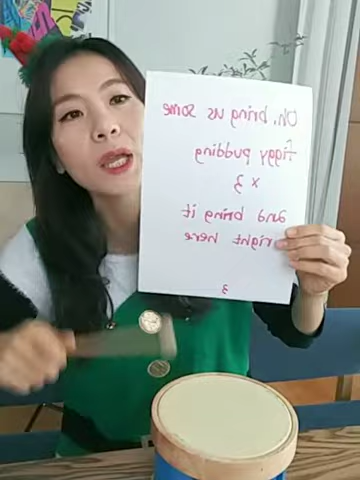 Oh, bring us some
figgy pudding
x 3
and bring it
right here
3